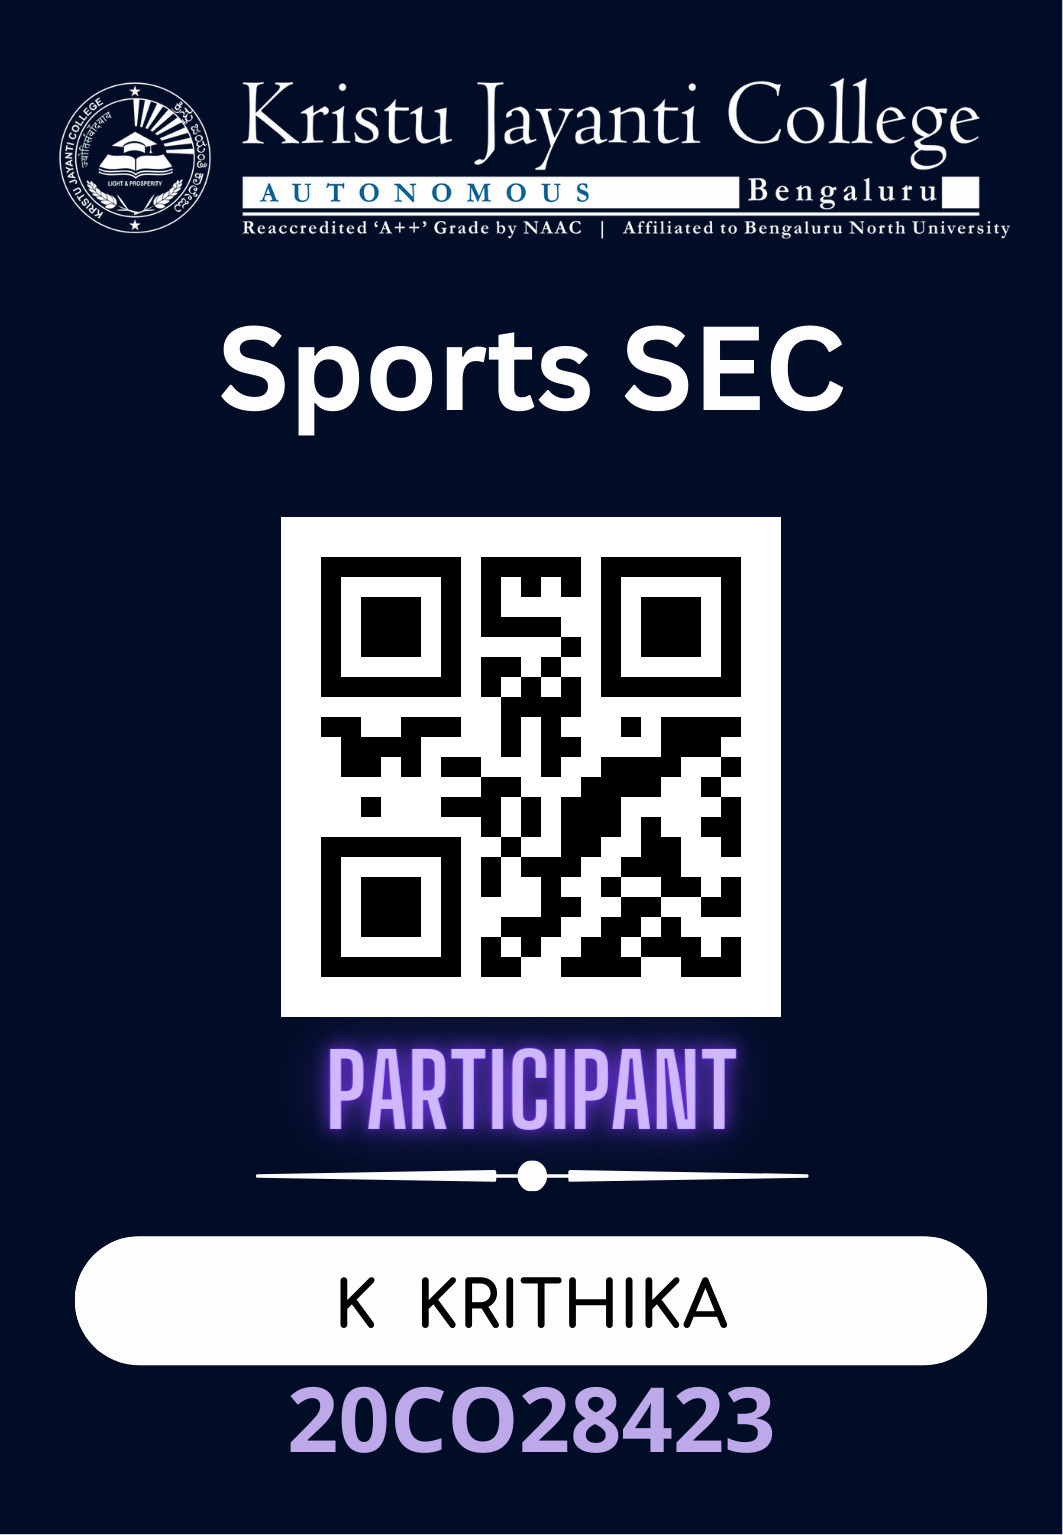 KRISTU JAYANTI COLLEGE
LIGHT & PROSPERITY
Kristu Jayanti College
AUTONOMOUS Bengaluru
Reaccredited ‘A++’ Grade by NAAC | Affiliated to Bengaluru North University
Sports SEC
PARTICIPANT
K KRITHIKA
20CO28423